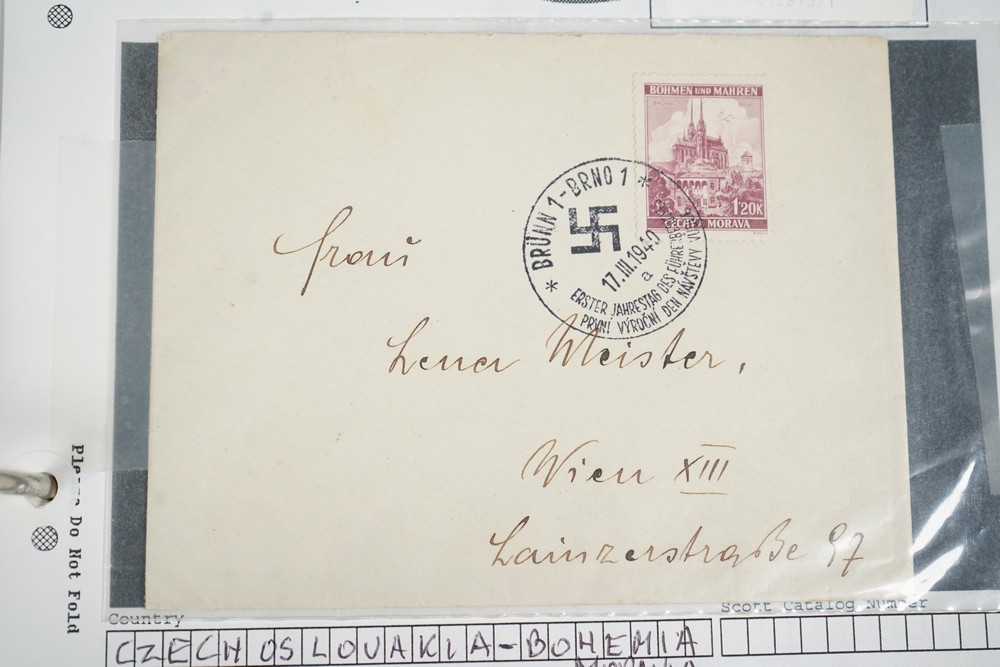 BÖHMEN UND MÄHREN
1.20K
ČECHY MORAVA
* BRÜNN 1 - BRNO 1 *
17.III.1940
a
ERSTER JAHRESTAG DES FÜHRERBESUCHES
PRVNÍ VÝROČNÍ DEN NÁVŠTĚVY VŮDCE
Frau
Lena Meister,
Wien XIII
Lainzerstraße 97
Please Do Not Fold
Country
Scott Catalog Number
CZECHOSLOVAKIA-BOHEMIA